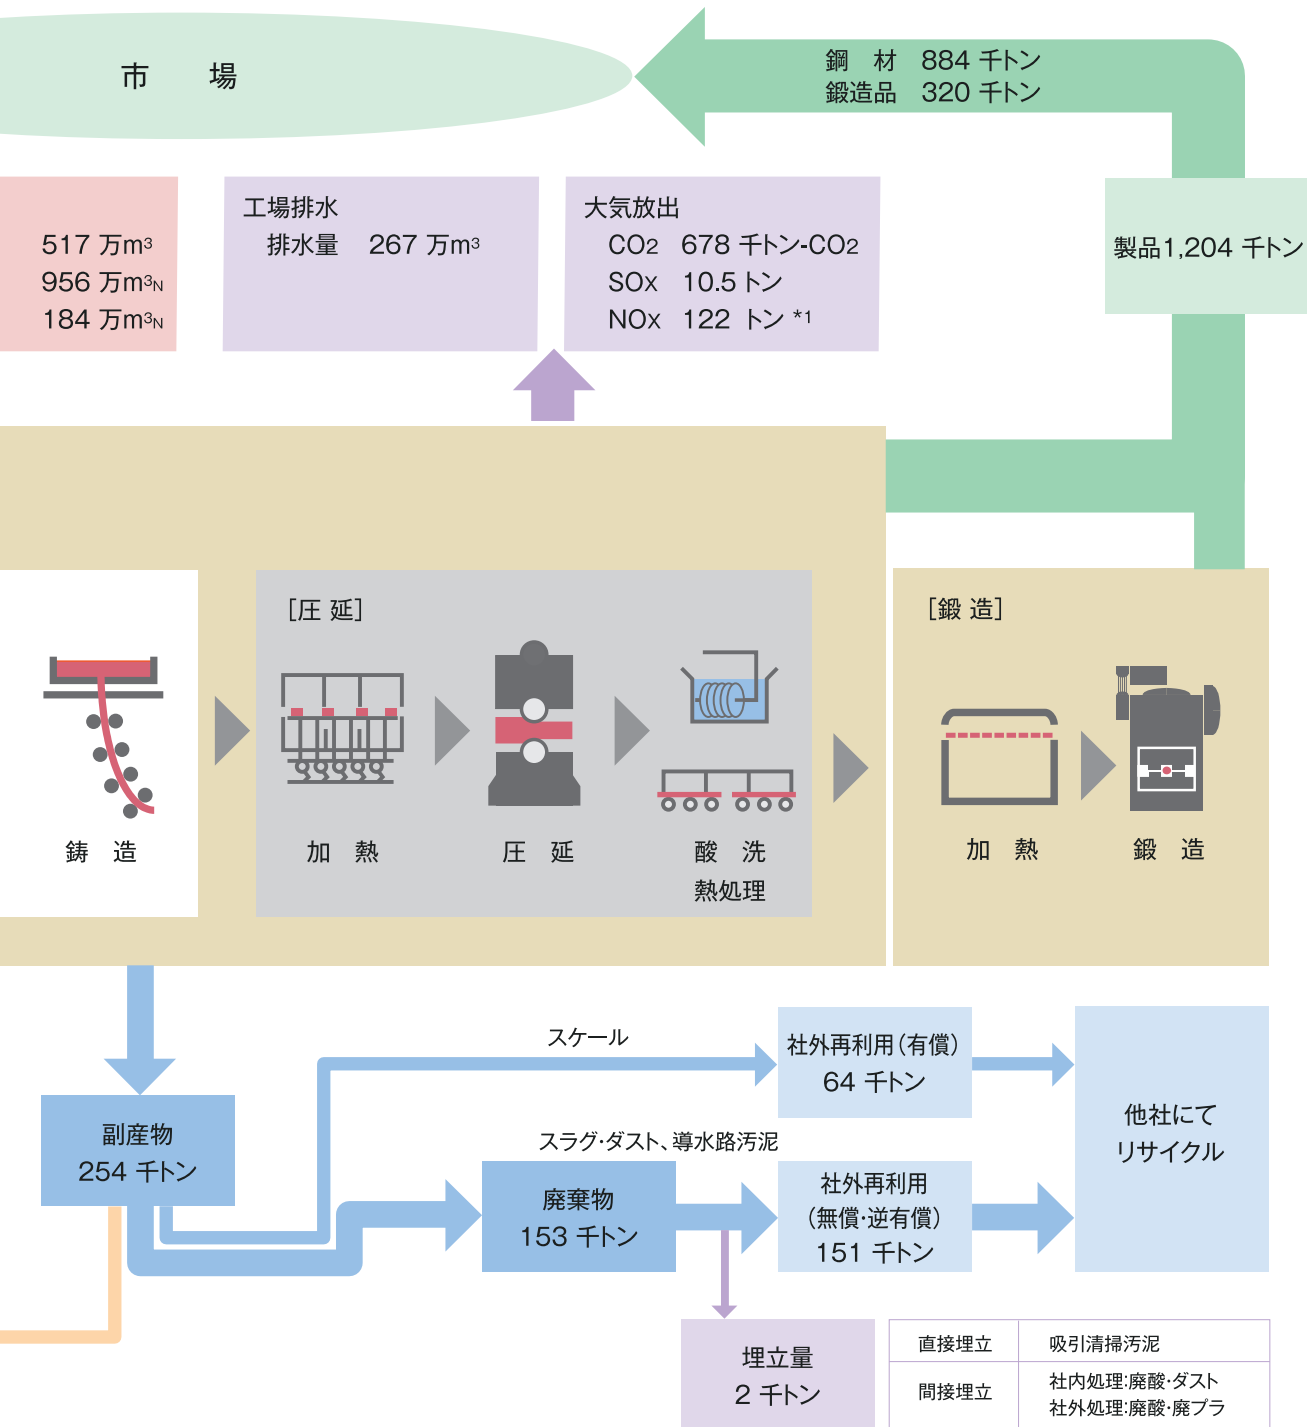 市　場
鋼　材　884 千トン
鍛造品　320 千トン
517 万m³
956 万m³N
184 万m³N
工場排水
排水量　267 万m³
大気放出
CO2　678 千トン-CO2
SOX　10.5 トン
NOX　122 トン *1
製品1,204 千トン
[圧 延]
[鍛 造]
鋳　造
加　熱
圧　延
酸　洗
熱処理
加　熱
鍛　造
スケール
社外再利用（有償）
64 千トン
他社にて
リサイクル
副産物
254 千トン
スラグ・ダスト、導水路汚泥
廃棄物
153 千トン
社外再利用
（無償・逆有償）
151 千トン
埋立量
2 千トン
直接埋立　吸引清掃汚泥
間接埋立　社内処理:廃酸・ダスト
社外処理:廃酸・廃プラ